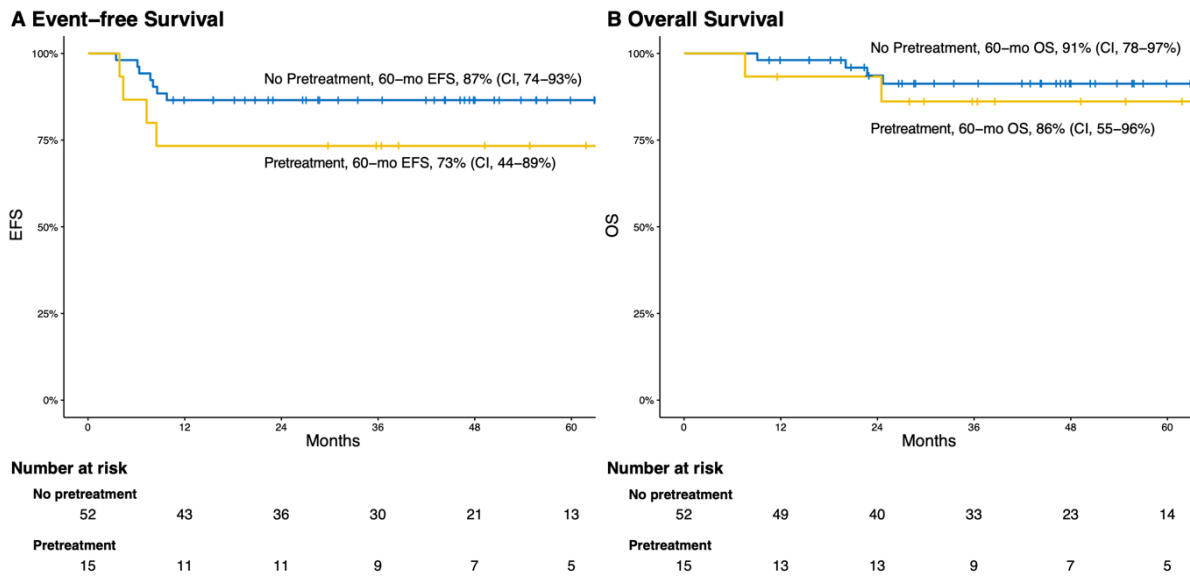 A Event–free Survival
100%
75%
50%
25%
0%
EFS
No Pretreatment, 60–mo EFS, 87% (CI, 74–93%)
Pretreatment, 60–mo EFS, 73% (CI, 44–89%)
0 12 24 36 48 60
Months
Number at risk
No pretreatment
52 43 36 30 21 13
Pretreatment
15 11 11 9 7 5
B Overall Survival
100%
75%
50%
25%
0%
OS
No Pretreatment, 60–mo OS, 91% (CI, 78–97%)
Pretreatment, 60–mo OS, 86% (CI, 55–96%)
0 12 24 36 48 60
Months
Number at risk
No pretreatment
52 49 40 33 23 14
Pretreatment
15 13 13 9 7 5